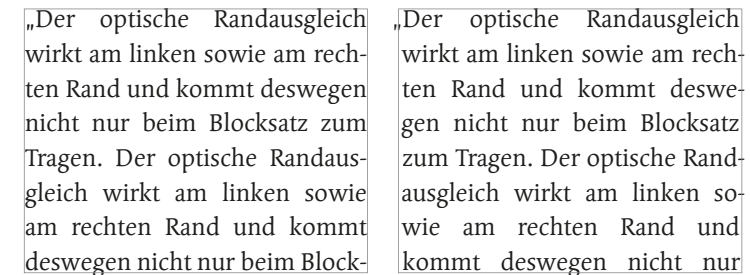 „Der optische Randausgleich
wirkt am linken sowie am rech-
ten Rand und kommt deswegen
nicht nur beim Blocksatz zum
Tragen. Der optische Randaus-
gleich wirkt am linken sowie
am rechten Rand und kommt
deswegen nicht nur beim Block-
„Der optische Randausgleich
wirkt am linken sowie am rech-
ten Rand und kommt deswe-
gen nicht nur beim Blocksatz
zum Tragen. Der optische Rand-
ausgleich wirkt am linken so-
wie am rechten Rand und
kommt deswegen nicht nur